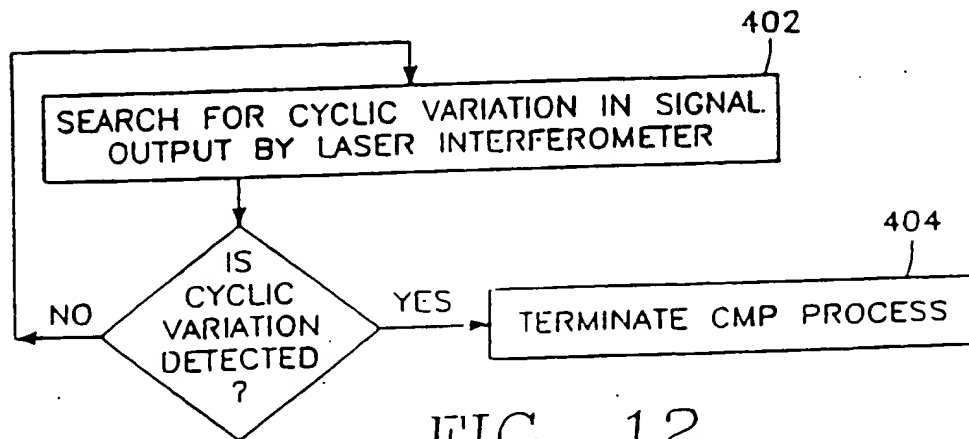 402
SEARCH FOR CYCLIC VARIATION IN SIGNAL.
OUTPUT BY LASER INTERFEROMETER
404
IS
CYCLIC
VARIATION
DETECTED
?
NO
YES
TERMINATE CMP PROCESS
FIG. 12